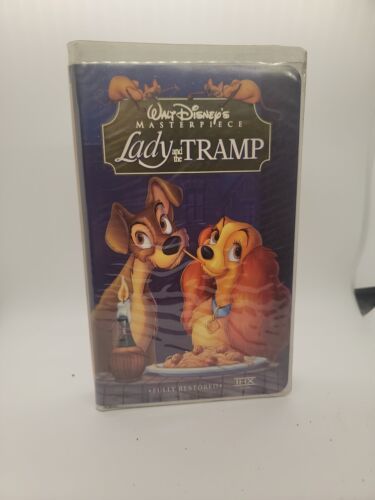 WALT DISNEY'S
MASTERPIECE
Lady and the TRAMP
•FULLY RESTORED• THX